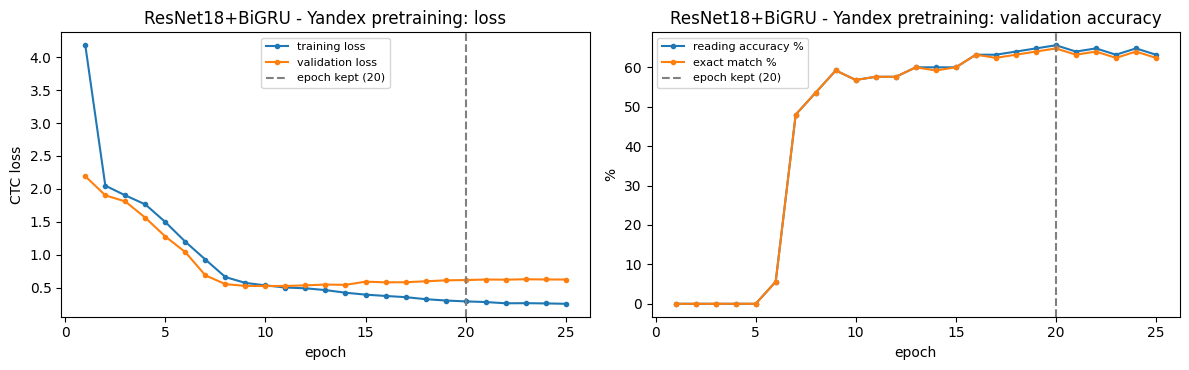 ResNet18+BiGRU - Yandex pretraining: loss
training loss
validation loss
epoch kept (20)
4.0
3.5
3.0
2.5
2.0
1.5
1.0
0.5
CTC loss
0 5 10 15 20 25
epoch
ResNet18+BiGRU - Yandex pretraining: validation accuracy
reading accuracy %
exact match %
epoch kept (20)
60
50
40
30
20
10
0
%
0 5 10 15 20 25
epoch